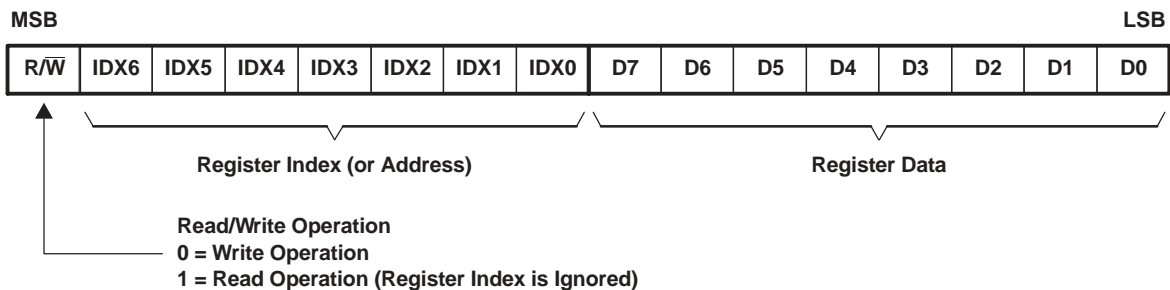 MSB LSB
R/W̅ IDX6 IDX5 IDX4 IDX3 IDX2 IDX1 IDX0 D7 D6 D5 D4 D3 D2 D1 D0
Register Index (or Address) Register Data
Read/Write Operation
0 = Write Operation
1 = Read Operation (Register Index is Ignored)